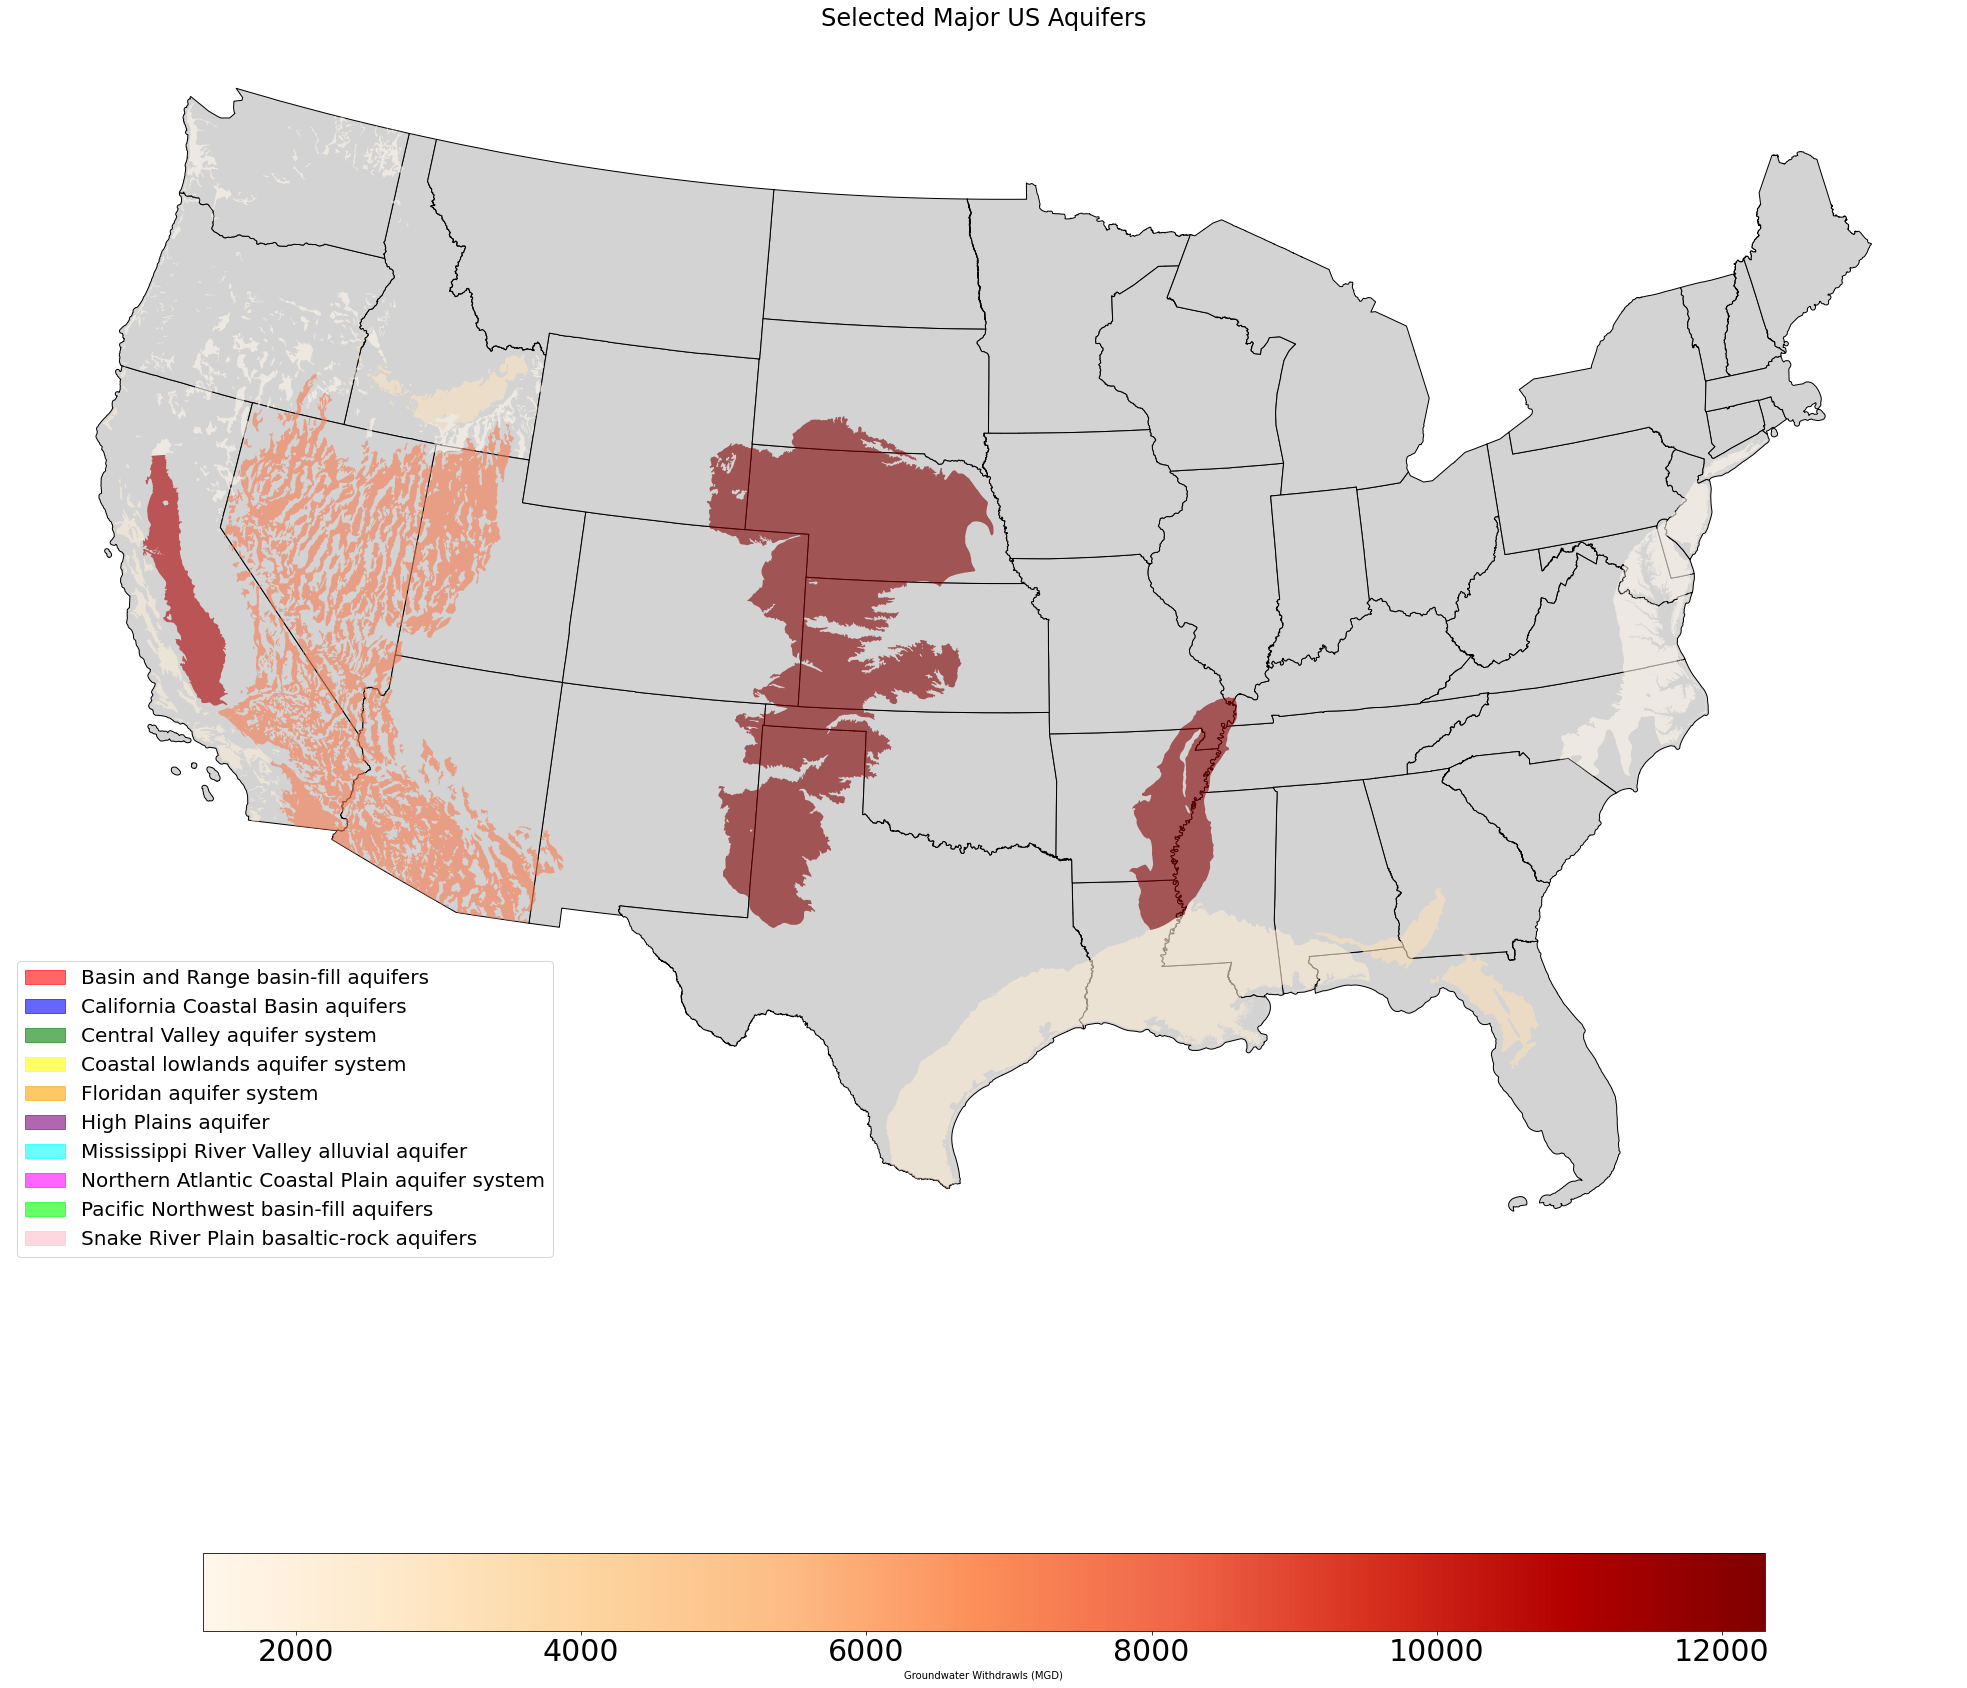 Selected Major US Aquifers
Basin and Range basin-fill aquifers
California Coastal Basin aquifers
Central Valley aquifer system
Coastal lowlands aquifer system
Floridan aquifer system
High Plains aquifer
Mississippi River Valley alluvial aquifer
Northern Atlantic Coastal Plain aquifer system
Pacific Northwest basin-fill aquifers
Snake River Plain basaltic-rock aquifers
2000 4000 6000 8000 10000 12000
Groundwater Withdrawls (MGD)